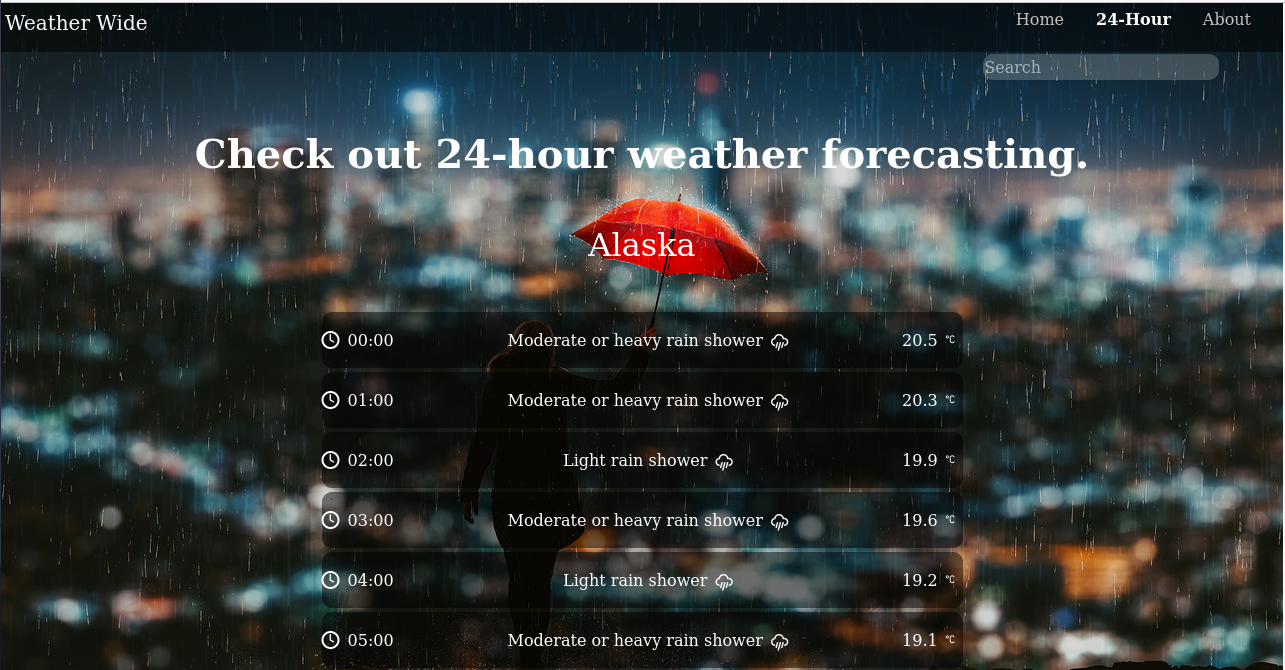 Weather Wide Home 24-Hour About
Search
Check out 24-hour weather forecasting.
Alaska
00:00 Moderate or heavy rain shower 20.5 °C
01:00 Moderate or heavy rain shower 20.3 °C
02:00 Light rain shower 19.9 °C
03:00 Moderate or heavy rain shower 19.6 °C
04:00 Light rain shower 19.2 °C
05:00 Moderate or heavy rain shower 19.1 °C